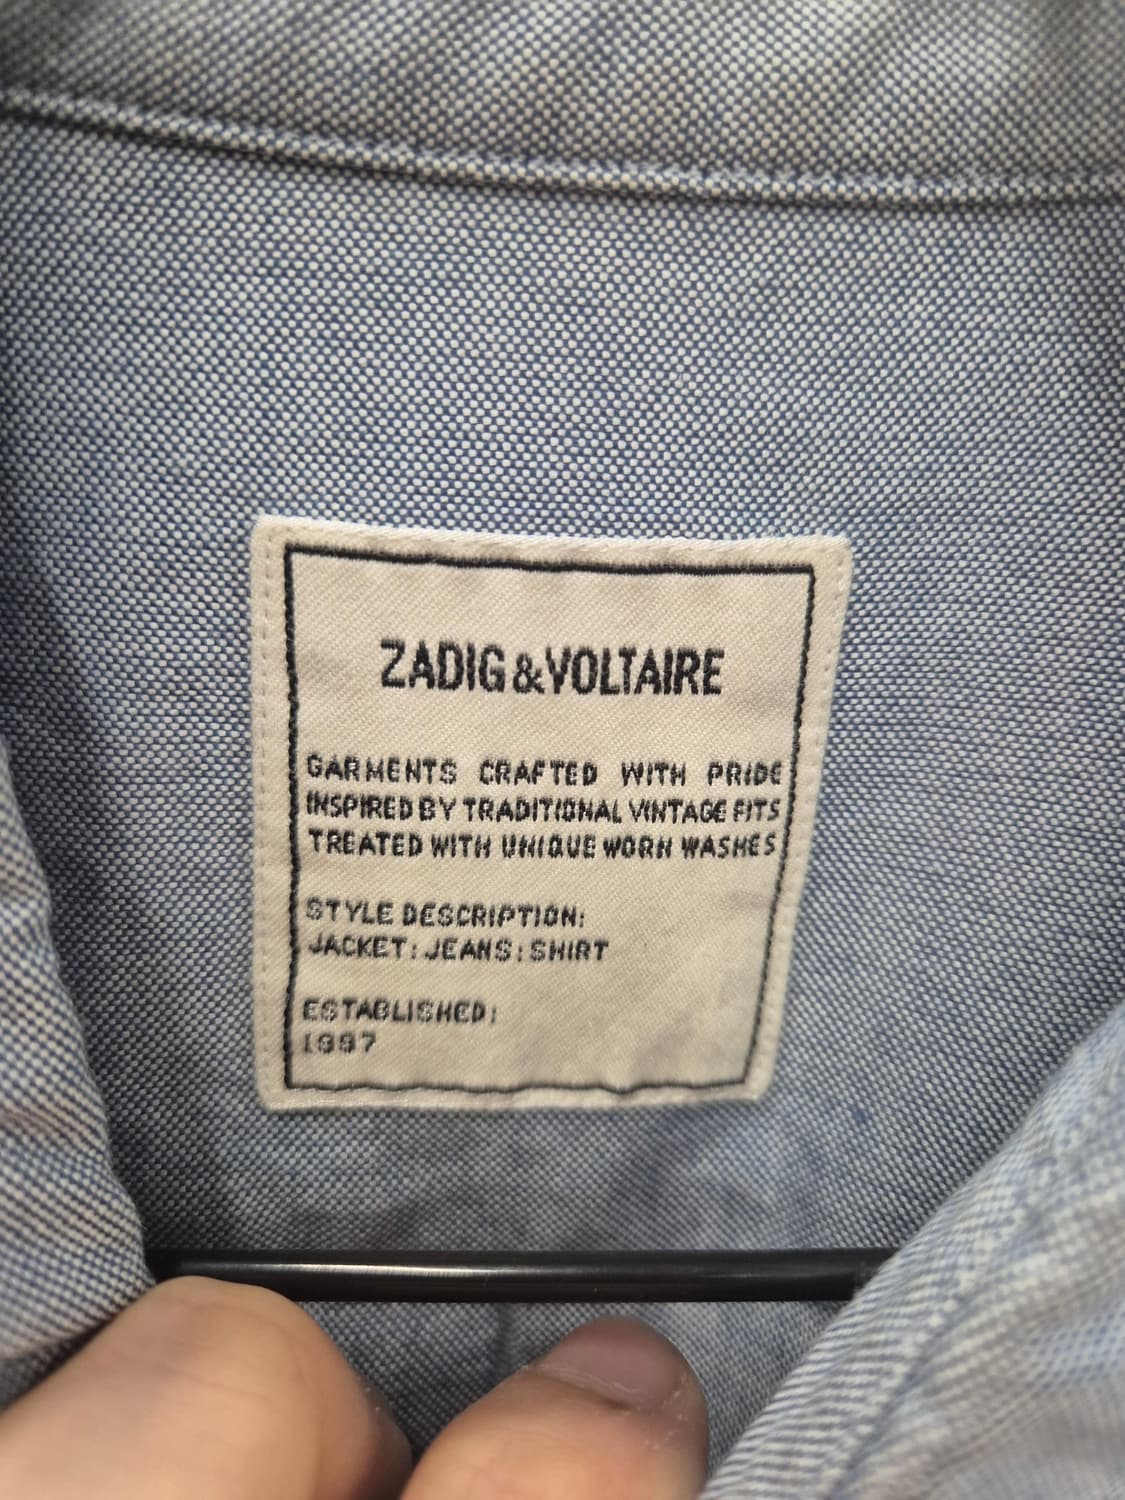 ZADIG&VOLTAIRE
GARMENTS CRAFTED WITH PRIDE
INSPIRED BY TRADITIONAL VINTAGE FITS
TREATED WITH UNIQUE WORN WASHES
STYLE DESCRIPTION:
JACKET: JEANS: SHIRT
ESTABLISHED:
1997